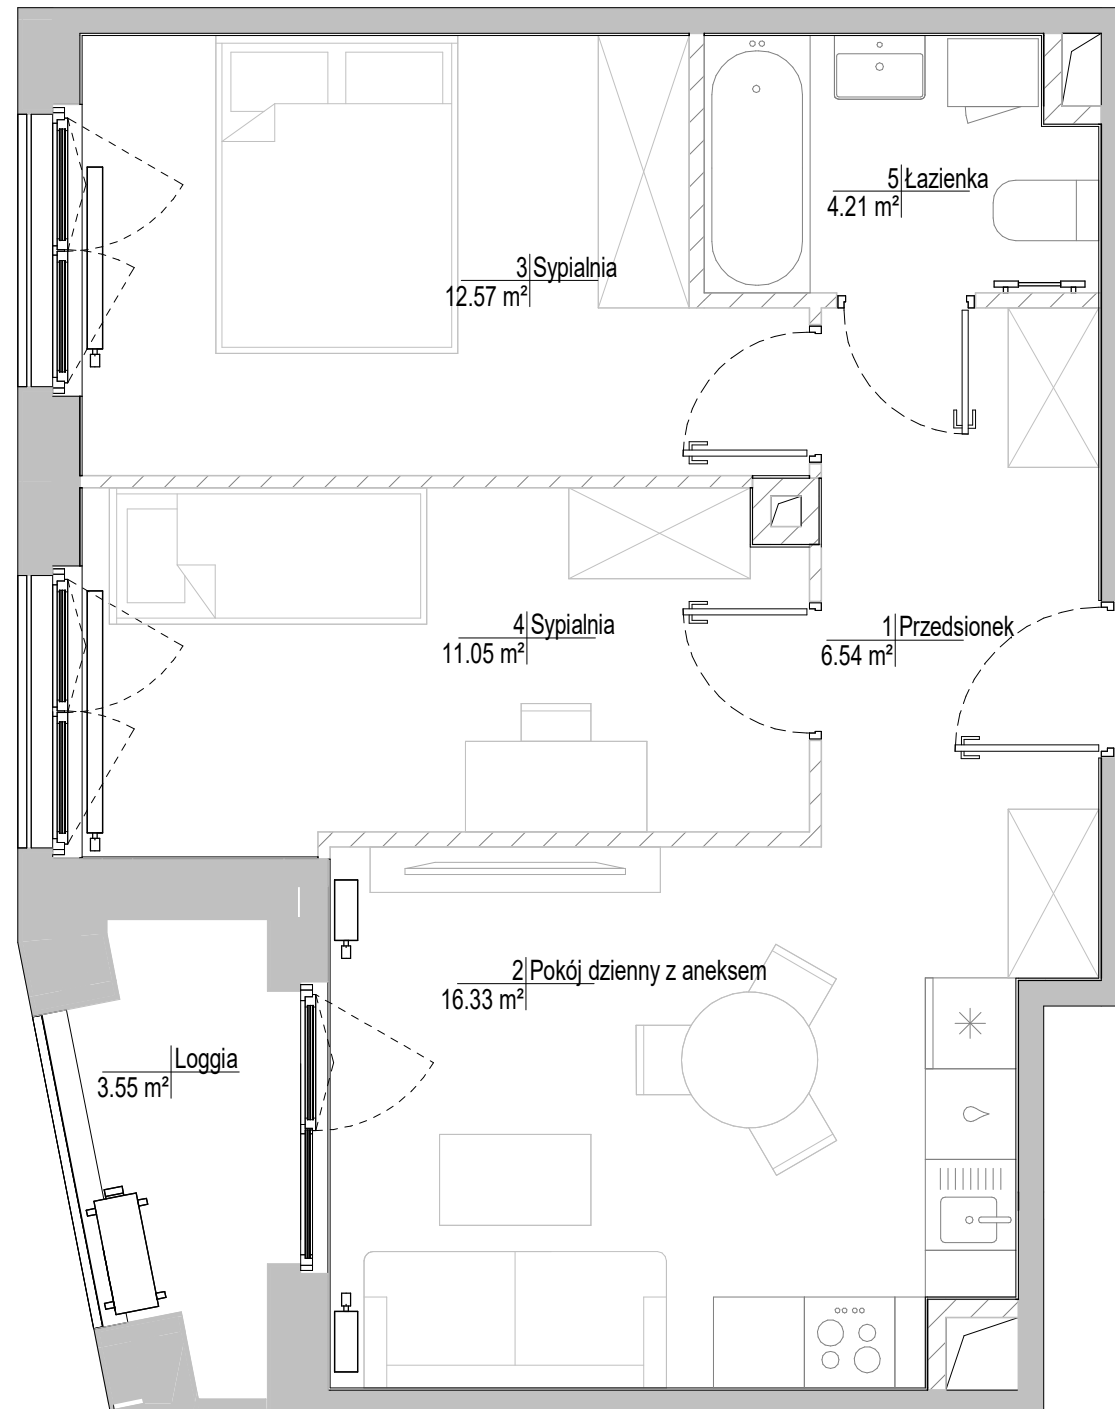 5 Łazienka
4.21 m²
3 Sypialnia
12.57 m²
4 Sypialnia
11.05 m²
1 Przedsionek
6.54 m²
2 Pokój dzienny z aneksem
16.33 m²
Loggia
3.55 m²